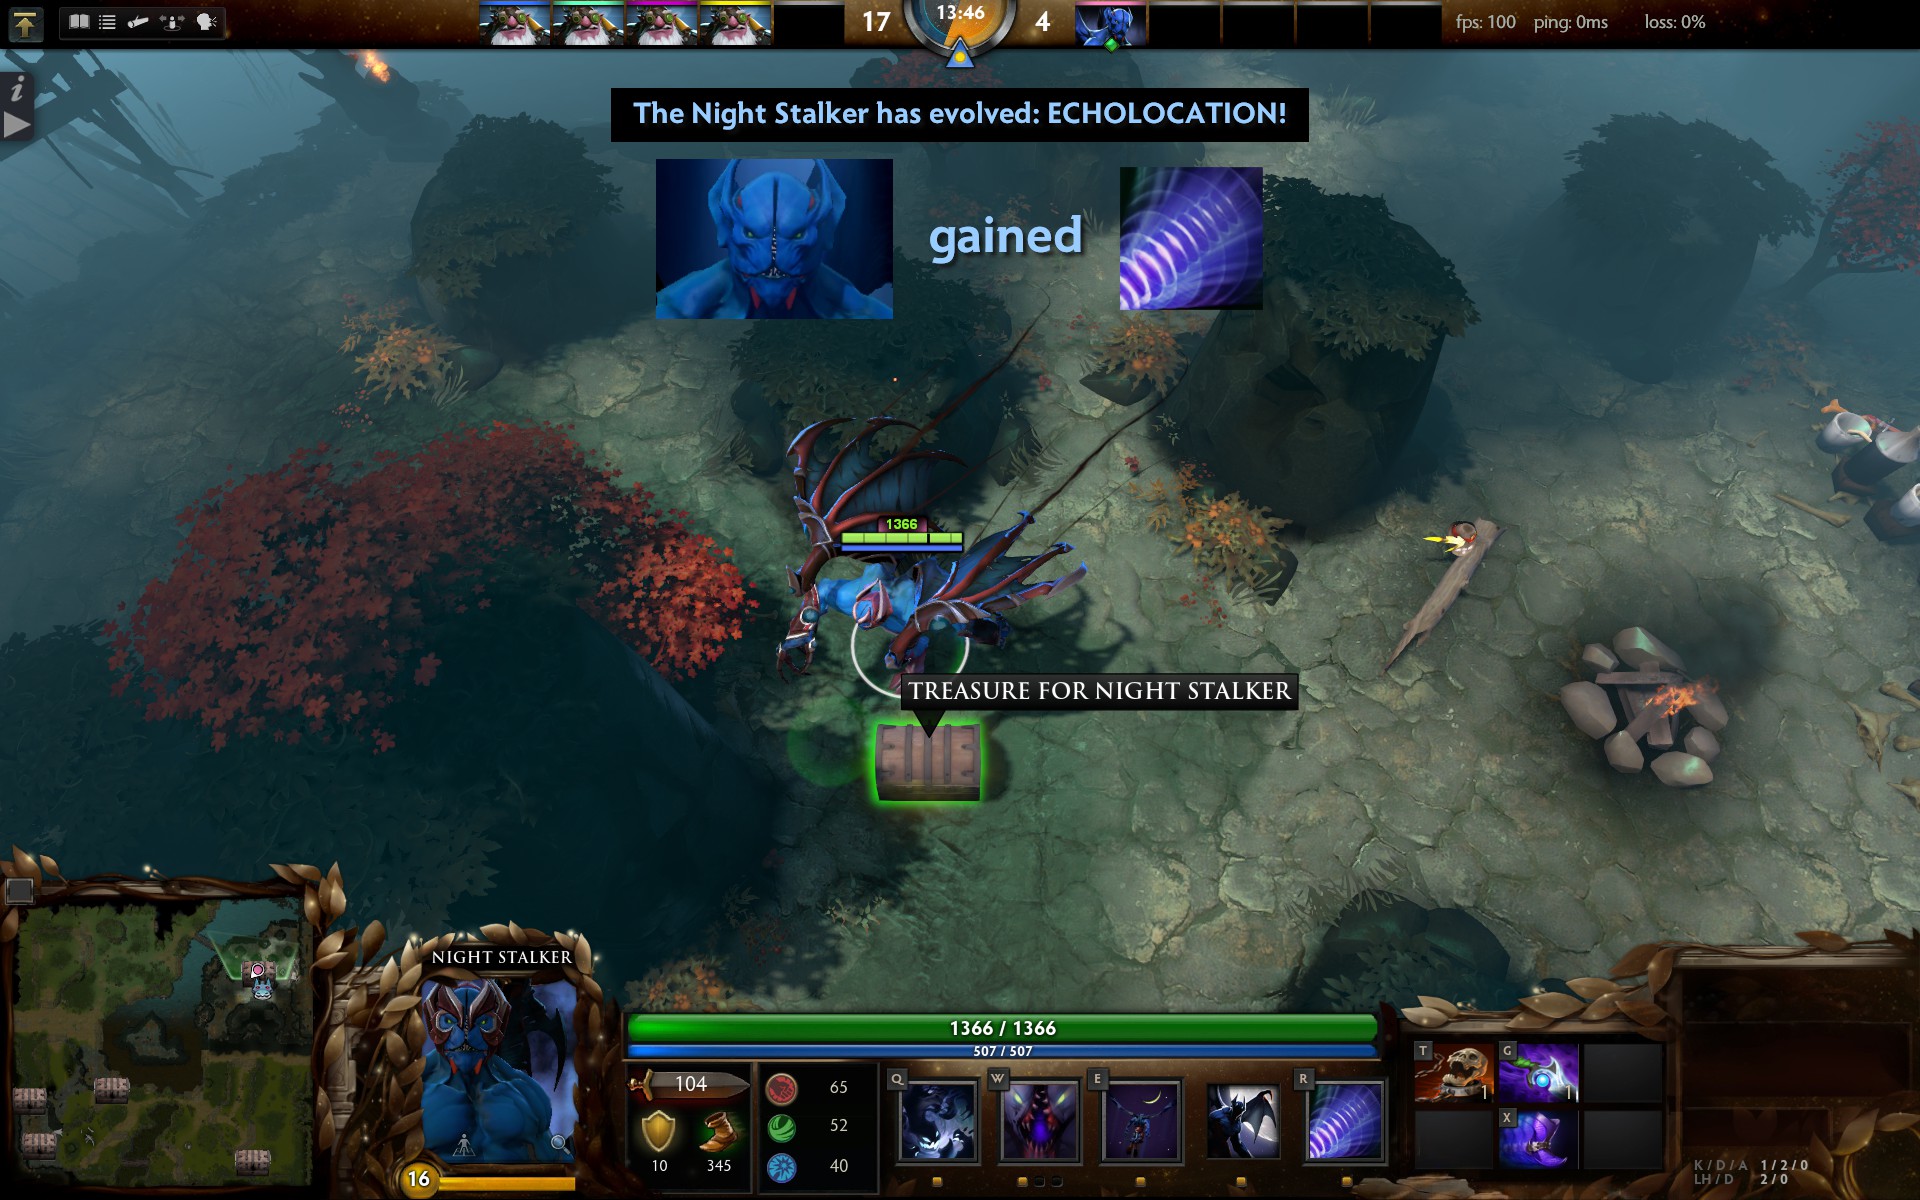 17
13:46
4
fps: 100 ping: 0ms loss: 0%
The Night Stalker has evolved: ECHOLOCATION!
gained
1366
TREASURE FOR NIGHT STALKER
NIGHT STALKER
16
1366 / 1366
507 / 507
104
10
345
65
52
40
Q
W
E
R
T
1
G
1
X
K / D / A 1 / 2 / 0
LH / D 2 / 0